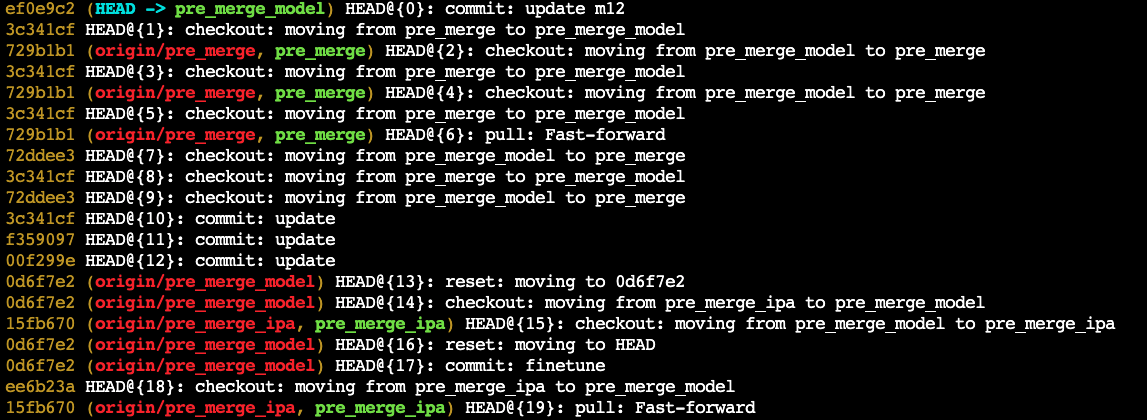 ef0e9c2 (HEAD -> pre_merge_model) HEAD@{0}: commit: update m12
3c341cf HEAD@{1}: checkout: moving from pre_merge to pre_merge_model
729b1b1 (origin/pre_merge, pre_merge) HEAD@{2}: checkout: moving from pre_merge_model to pre_merge
3c341cf HEAD@{3}: checkout: moving from pre_merge to pre_merge_model
729b1b1 (origin/pre_merge, pre_merge) HEAD@{4}: checkout: moving from pre_merge_model to pre_merge
3c341cf HEAD@{5}: checkout: moving from pre_merge to pre_merge_model
729b1b1 (origin/pre_merge, pre_merge) HEAD@{6}: pull: Fast-forward
72ddee3 HEAD@{7}: checkout: moving from pre_merge_model to pre_merge
3c341cf HEAD@{8}: checkout: moving from pre_merge to pre_merge_model
72ddee3 HEAD@{9}: checkout: moving from pre_merge_model to pre_merge
3c341cf HEAD@{10}: commit: update
f359097 HEAD@{11}: commit: update
00f299e HEAD@{12}: commit: update
0d6f7e2 (origin/pre_merge_model) HEAD@{13}: reset: moving to 0d6f7e2
0d6f7e2 (origin/pre_merge_model) HEAD@{14}: checkout: moving from pre_merge_ipa to pre_merge_model
15fb670 (origin/pre_merge_ipa, pre_merge_ipa) HEAD@{15}: checkout: moving from pre_merge_model to pre_merge_ipa
0d6f7e2 (origin/pre_merge_model) HEAD@{16}: reset: moving to HEAD
0d6f7e2 (origin/pre_merge_model) HEAD@{17}: commit: finetune
ee6b23a HEAD@{18}: checkout: moving from pre_merge_ipa to pre_merge_model
15fb670 (origin/pre_merge_ipa, pre_merge_ipa) HEAD@{19}: pull: Fast-forward